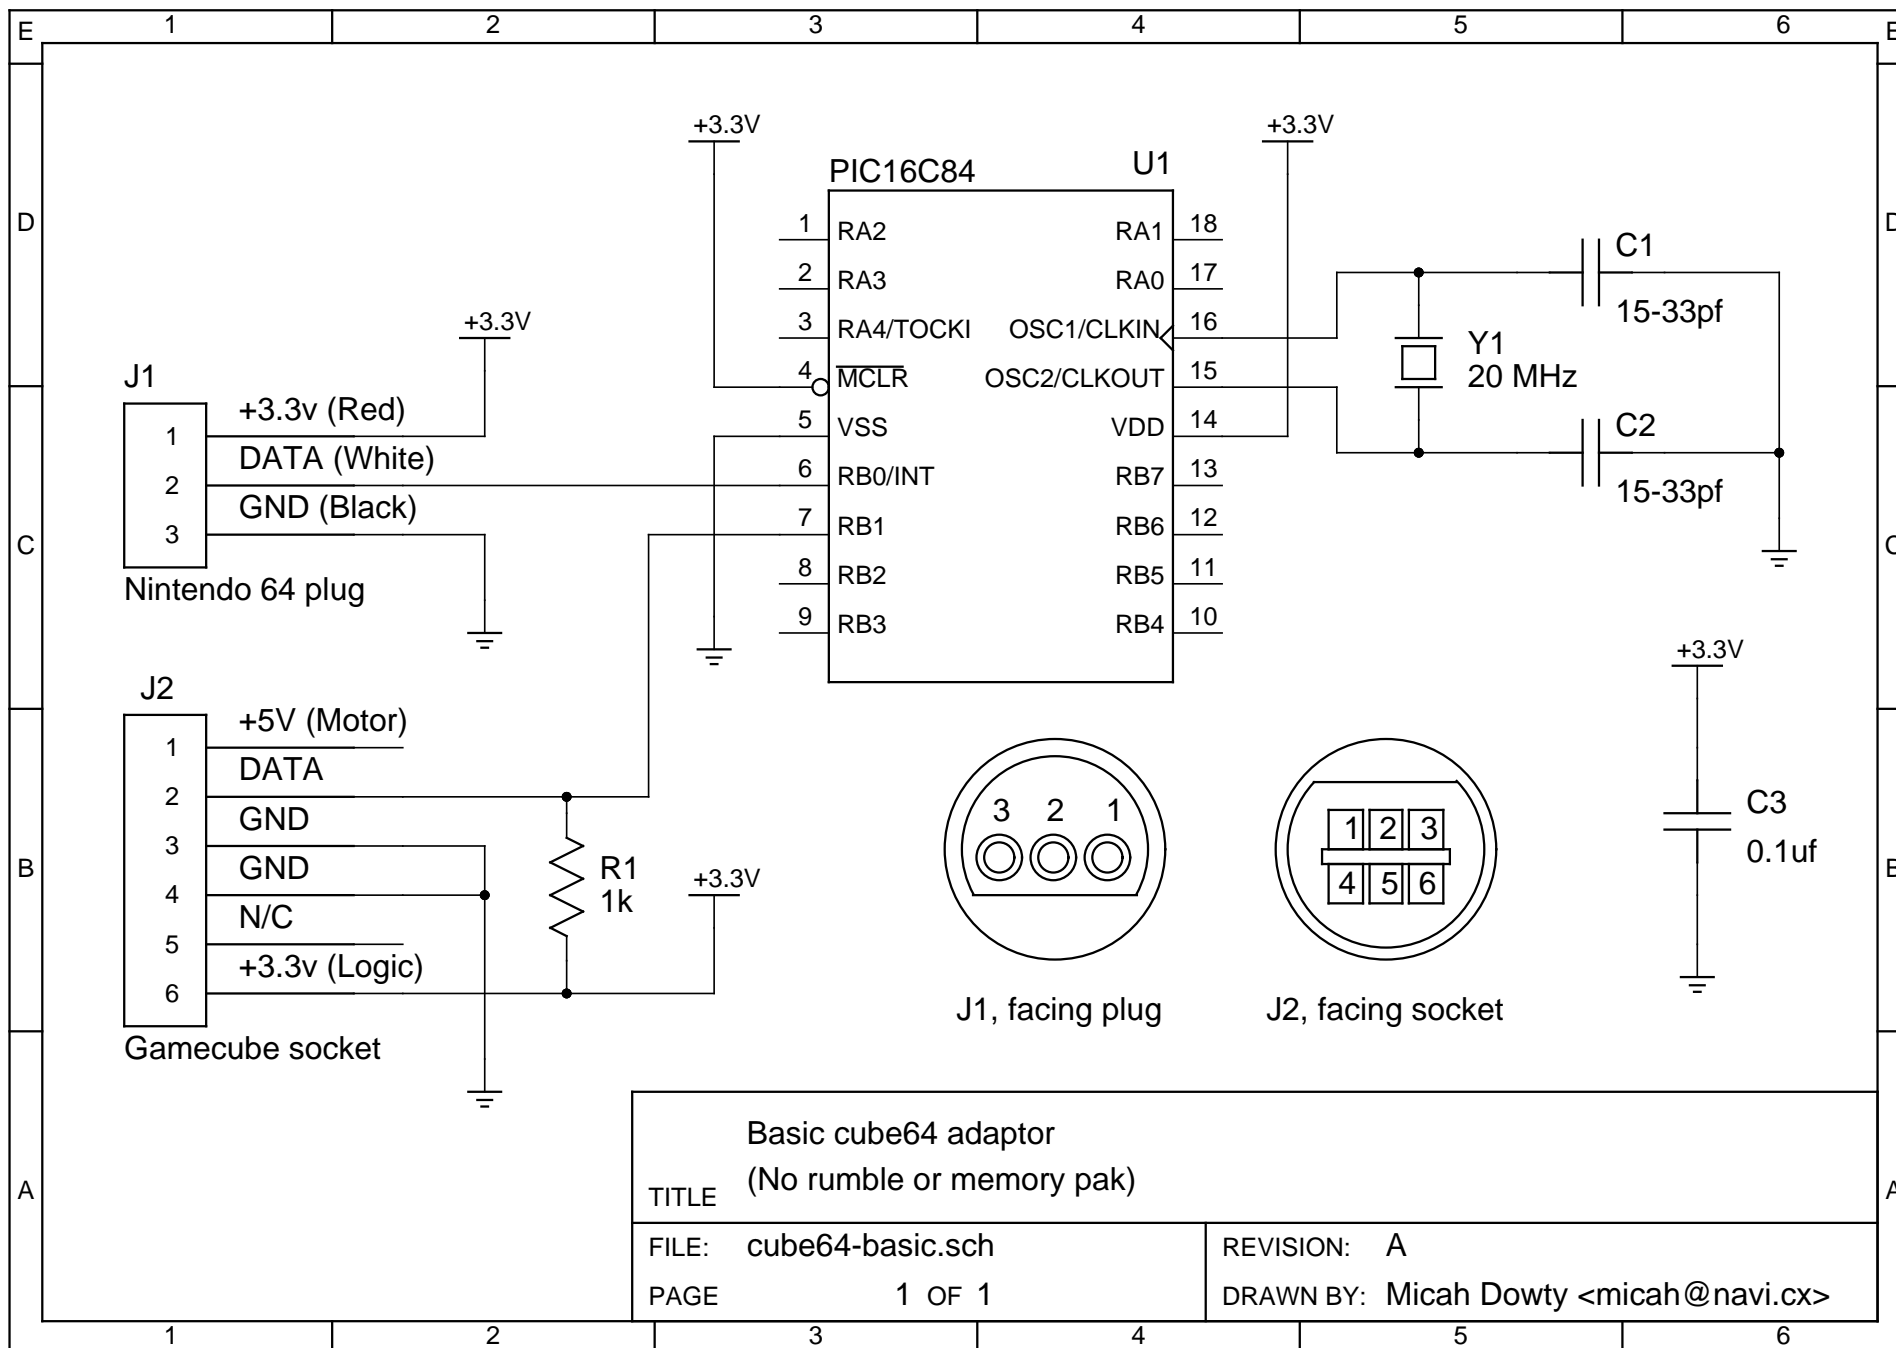 E 1 2 3 4 5 6 E
+3.3V +3.3V
PIC16C84 U1
D D
1 RA2 RA1 18
2 RA3 RA0 17
3 RA4/TOCKI OSC1/CLKIN 16
4 MCLR OSC2/CLKOUT 15
5 VSS VDD 14
6 RB0/INT RB7 13
7 RB1 RB6 12
8 RB2 RB5 11
9 RB3 RB4 10
C1
15-33pf
Y1
20 MHz
C2
15-33pf
+3.3V
J1
1 +3.3v (Red)
2 DATA (White)
3 GND (Black)
Nintendo 64 plug
C C
J2
1 +5V (Motor)
2 DATA
3 GND
4 GND
5 N/C
6 +3.3v (Logic)
Gamecube socket
R1
1k
+3.3V
3 2 1
J1, facing plug
1 2 3
4 5 6
J2, facing socket
+3.3V
C3
0.1uf
B B
A A
TITLE Basic cube64 adaptor
(No rumble or memory pak)
FILE: cube64-basic.sch
REVISION: A
PAGE 1 OF 1
DRAWN BY: Micah Dowty <micah@navi.cx>
1 2 3 4 5 6